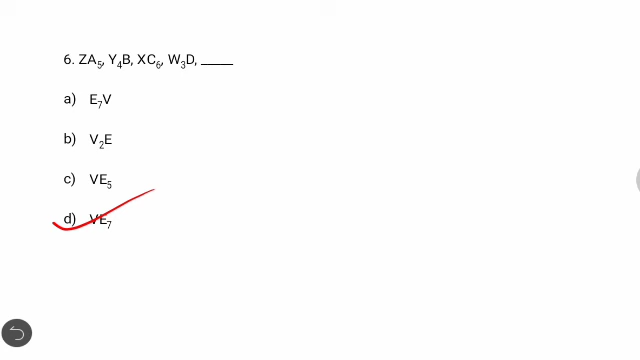 6. ZA₅, Y₄B, XC₆, W₃D, _____
a) E₇V
b) V₂E
c) VE₅
d) VE₇